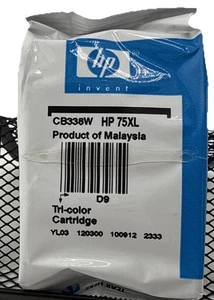 hp
invent
CB338W HP 75XL
Product of Malaysia
D9
Tri-color
Cartridge
YL03 120300 100912 2333